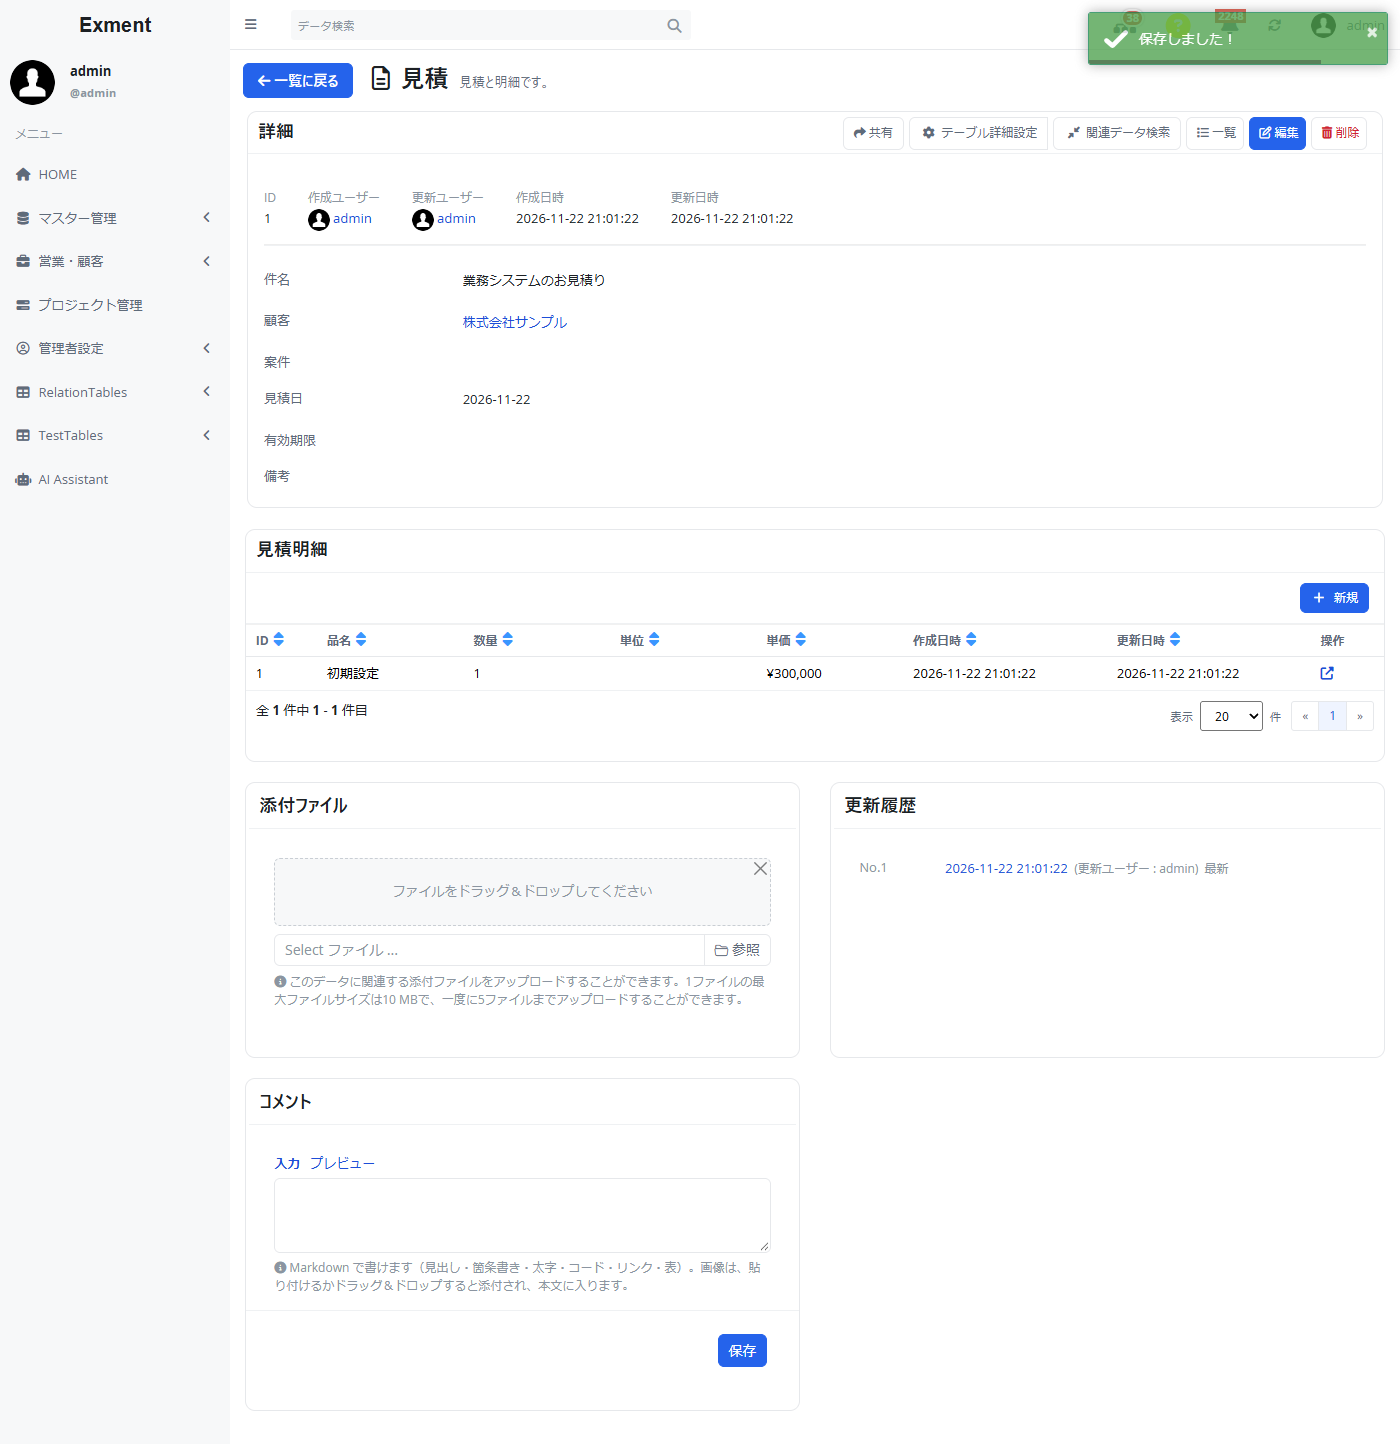 Exment
データ検索
38
?
2248
admin
保存しました！
admin
@admin
メニュー
HOME
マスター管理
営業・顧客
プロジェクト管理
管理者設定
RelationTables
TestTables
AI Assistant
一覧に戻る
見積 見積と明細です。
詳細
共有 テーブル詳細設定 関連データ検索 一覧 編集 削除
ID 作成ユーザー 更新ユーザー 作成日時 更新日時
1 admin admin 2026-11-22 21:01:22 2026-11-22 21:01:22
件名 業務システムのお見積り
顧客 株式会社サンプル
案件
見積日 2026-11-22
有効期限
備考
見積明細
新規
ID 品名 数量 単位 単価 作成日時 更新日時 操作
1 初期設定 1 ¥300,000 2026-11-22 21:01:22 2026-11-22 21:01:22
全 1 件中 1 - 1 件目
表示 20 件 « 1 »
添付ファイル
ファイルをドラッグ＆ドロップしてください
Select ファイル ... 参照
このデータに関連する添付ファイルをアップロードすることができます。1ファイルの最
大ファイルサイズは10 MBで、一度に5ファイルまでアップロードすることができます。
更新履歴
No.1 2026-11-22 21:01:22 (更新ユーザー : admin) 最新
コメント
入力 プレビュー
Markdown で書けます（見出し・箇条書き・太字・コード・リンク・表）。画像は、貼
り付けるかドラッグ＆ドロップすると添付され、本文に入ります。
保存